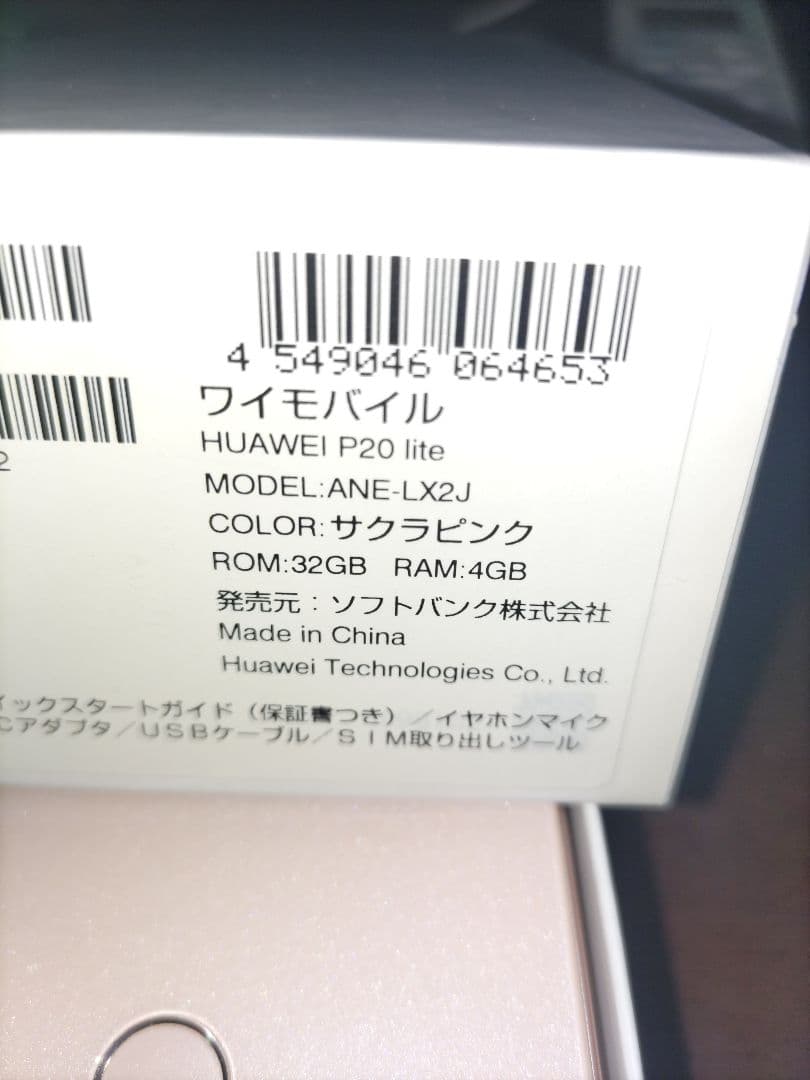 4 549046 064653
2
ワイモバイル
HUAWEI P20 lite
MODEL:ANE-LX2J
COLOR:サクラピンク
ROM:32GB RAM:4GB
発売元：ソフトバンク株式会社
Made in China
Huawei Technologies Co., Ltd.
ックスタートガイド（保証書つき）／イヤホンマイク
Cアダプタ／USBケーブル／SIM取り出しツール